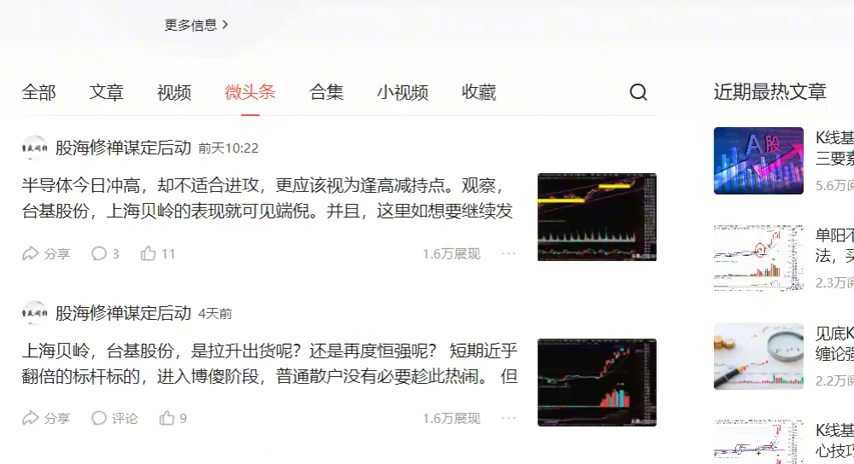 更多信息
全部 文章 视频 微头条 合集 小视频 收藏
股海修禅谋定后动 前天10:22
半导体今日冲高，却不适合进攻，更应该视为逢高减持点。观察，
台基股份，上海贝岭的表现就可见端倪。并且，这里如想要继续发
分享 3 11 1.6万展现 ···
股海修禅谋定后动 4天前
上海贝岭，台基股份，是拉升出货呢？还是再度恒强呢？ 短期近乎
翻倍的标杆标的，进入博傻阶段，普通散户没有必要趁此热闹。 但
分享 评论 9 1.6万展现 ···
近期最热文章
A股
K线基
三要素
5.6万阅
单阳不
法，买
2.3万阅
见底K
缠论强
2.2万阅
K线基
心技巧